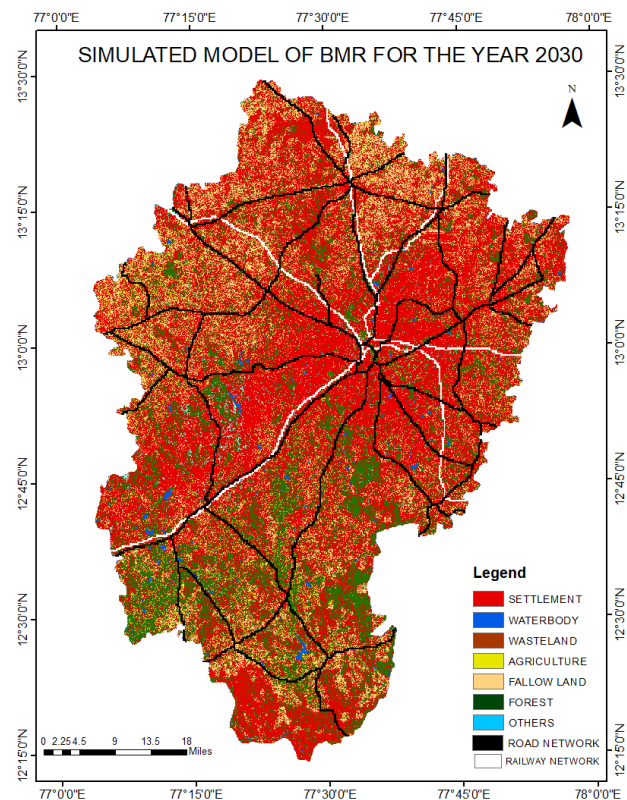 77°0'0"E 77°15'0"E 77°30'0"E 77°45'0"E 78°0'0"E
SIMULATED MODEL OF BMR FOR THE YEAR 2030
N
13°30'0"N 13°30'0"N
13°15'0"N 13°15'0"N
13°0'0"N 13°0'0"N
12°45'0"N 12°45'0"N
12°30'0"N 12°30'0"N
12°15'0"N 12°15'0"N
Legend
SETTLEMENT
WATERBODY
WASTELAND
AGRICULTURE
FALLOW LAND
FOREST
OTHERS
ROAD NETWORK
RAILWAY NETWORK
0 2.25 4.5 9 13.5 18
Miles
77°0'0"E 77°15'0"E 77°30'0"E 77°45'0"E 78°0'0"E